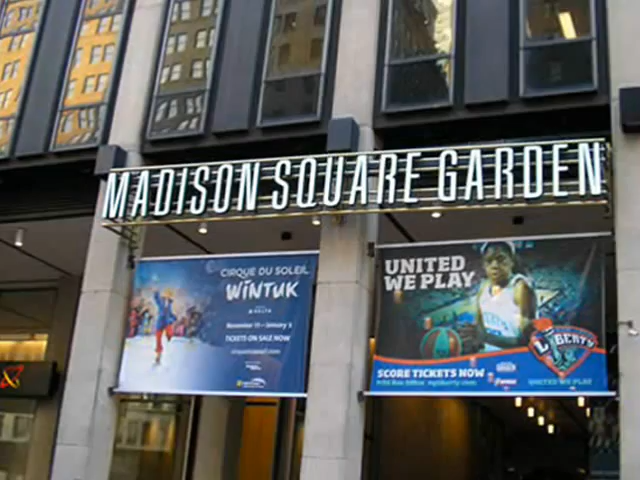 MADISON SQUARE GARDEN
CIRQUE DU SOLEIL
WINTUK
TICKETS ON SALE NOW
UNITED
WE PLAY
LIBERTY
SCORE TICKETS NOW
UNITED WE PLAY